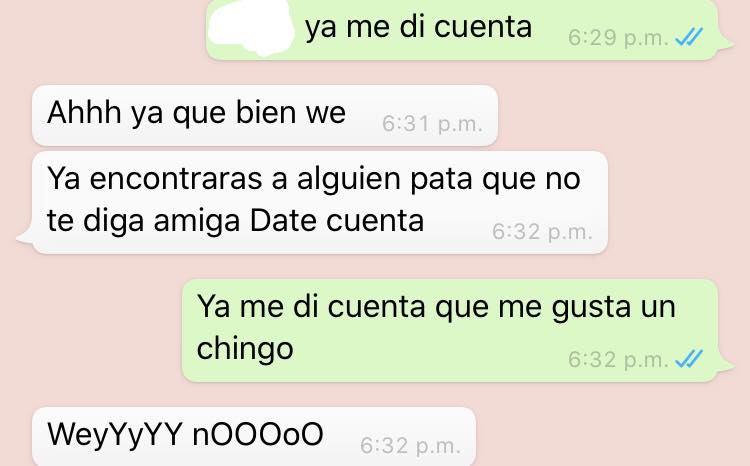 ya me di cuenta
6:29 p.m.
Ahhh ya que bien we
6:31 p.m.
Ya encontraras a alguien pata que no
te diga amiga Date cuenta
6:32 p.m.
Ya me di cuenta que me gusta un
chingo
6:32 p.m.
WeyYyYY nOOOoO
6:32 p.m.